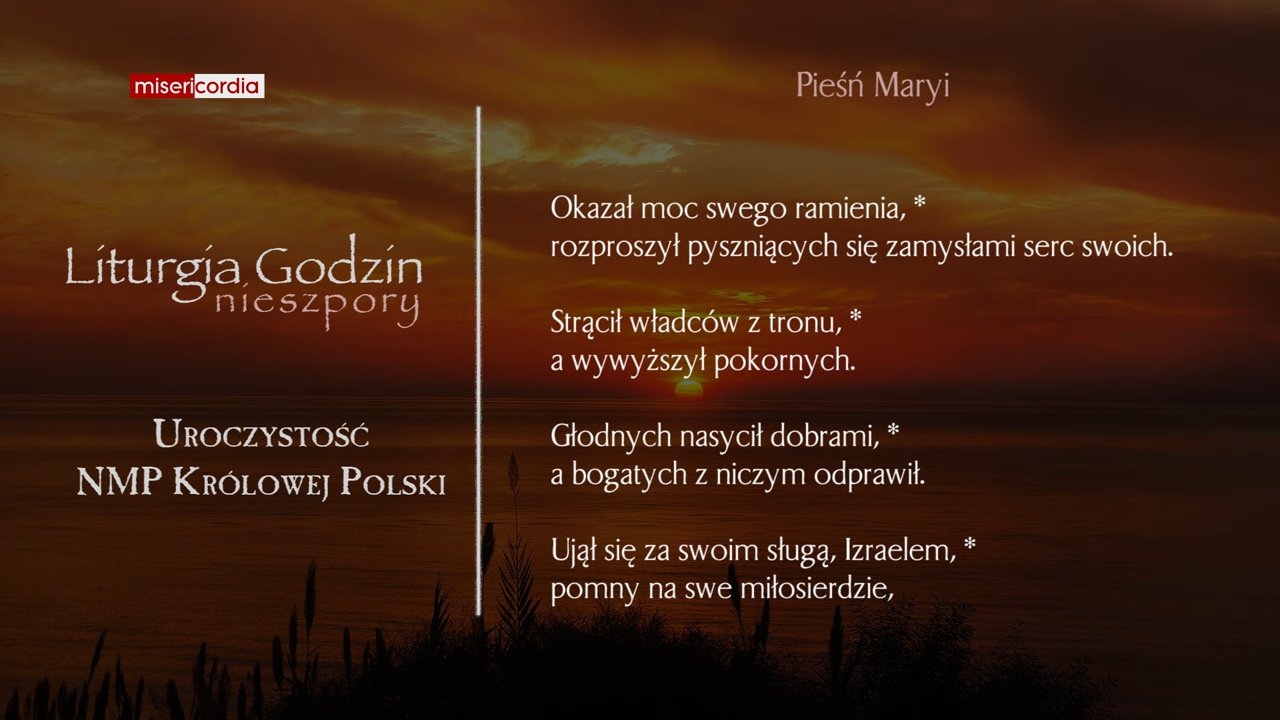 misericordia
Liturgia Godzin
nieszpory
Uroczystość
NMP Królowej Polski
Pieśń Maryi
Okazał moc swego ramienia, *
rozproszył pyszniących się zamysłami serc swoich.
Strącił władców z tronu, *
a wywyższył pokornych.
Głodnych nasycił dobrami, *
a bogatych z niczym odprawił.
Ujął się za swoim sługą, Izraelem, *
pomny na swe miłosierdzie,